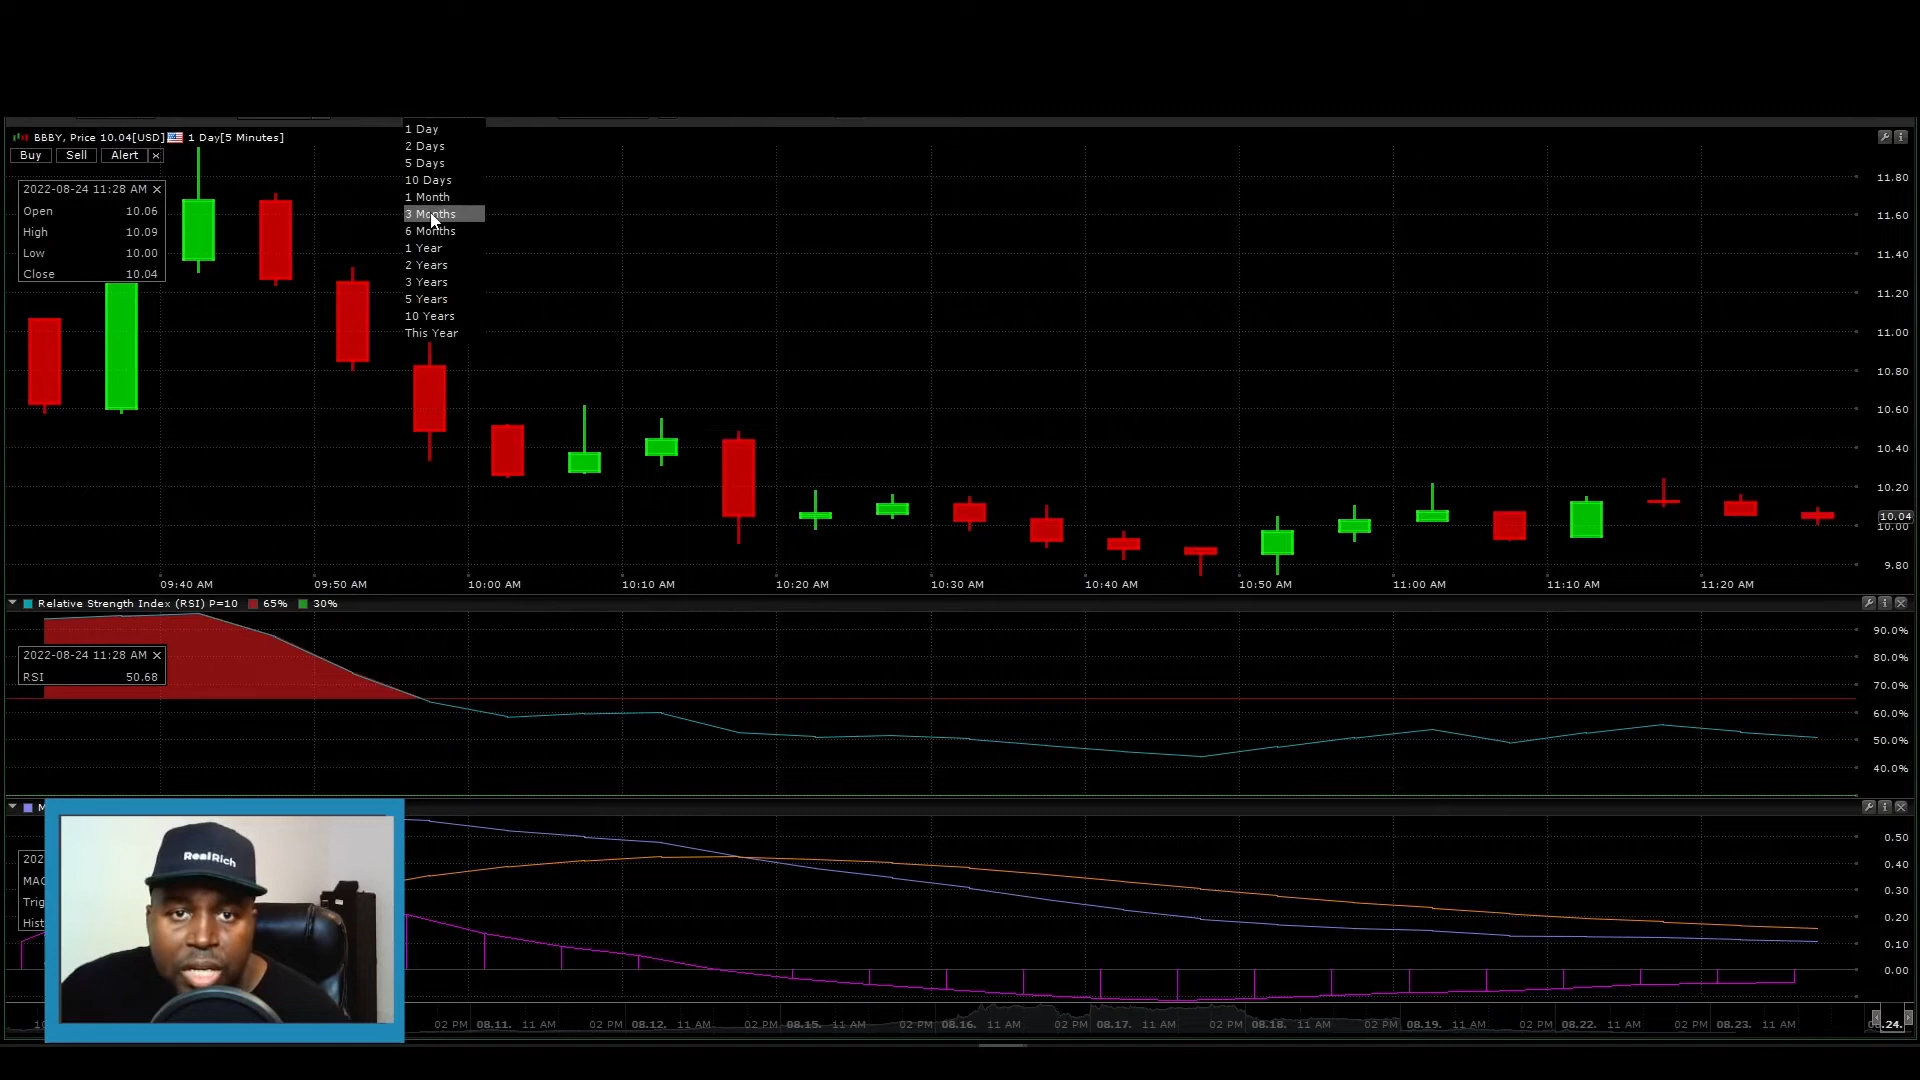 BBBY, Price 10.04[USD] 1 Day[5 Minutes]
Buy Sell Alert
2022-08-24 11:28 AM
Open 10.06
High 10.09
Low 10.00
Close 10.04
1 Day
2 Days
5 Days
10 Days
1 Month
3 Months
6 Months
1 Year
2 Years
3 Years
5 Years
10 Years
This Year
11.80
11.60
11.40
11.20
11.00
10.80
10.60
10.40
10.20
10.04
10.00
9.80
09:40 AM 09:50 AM 10:00 AM 10:10 AM 10:20 AM 10:30 AM 10:40 AM 10:50 AM 11:00 AM 11:10 AM 11:20 AM
Relative Strength Index (RSI) P=10 65% 30%
2022-08-24 11:28 AM
RSI 50.68
90.0%
80.0%
70.0%
60.0%
50.0%
40.0%
M
202
MAC
Trig
Hist
RealRich
0.50
0.40
0.30
0.20
0.10
0.00
02 PM 08.11. 11 AM 02 PM 08.12. 11 AM 02 PM 08.15. 11 AM 02 PM 08.16. 11 AM 02 PM 08.17. 11 AM 02 PM 08.18. 11 AM 02 PM 08.19. 11 AM 02 PM 08.22. 11 AM 02 PM 08.23. 11 AM .24.